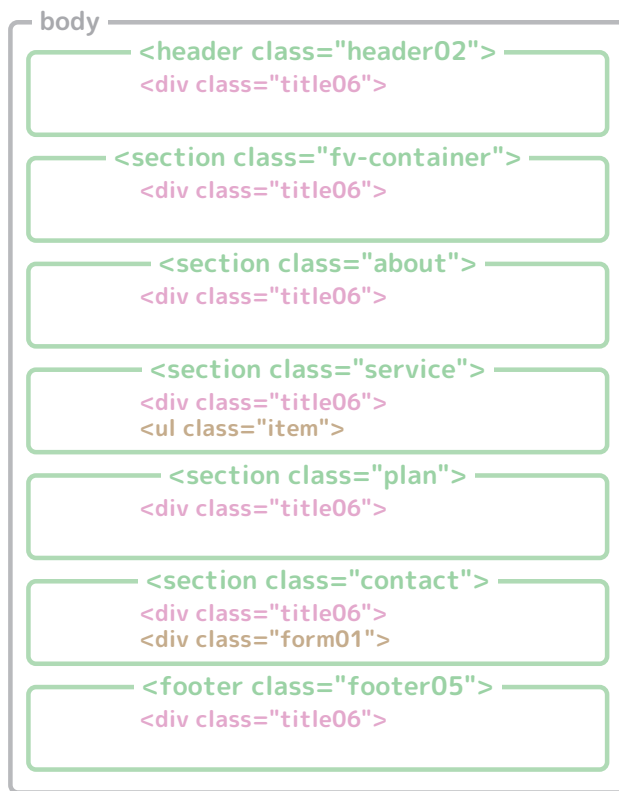 body
<header class="header02">
<div class="title06">
<section class="fv-container">
<div class="title06">
<section class="about">
<div class="title06">
<section class="service">
<div class="title06">
<ul class="item">
<section class="plan">
<div class="title06">
<section class="contact">
<div class="title06">
<div class="form01">
<footer class="footer05">
<div class="title06">